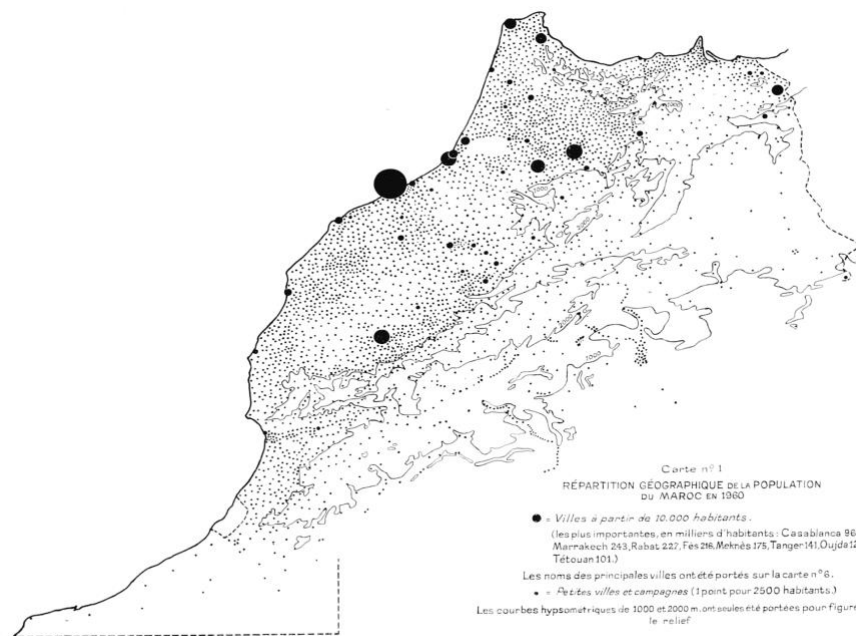 Carte nº 1
RÉPARTITION GÉOGRAPHIQUE DE LA POPULATION
DU MAROC EN 1960
= Villes à partir de 10.000 habitants.
(les plus importantes, en milliers d'habitants: Casablanca 96
Marrakech 243, Rabat 227, Fès 216, Meknès 175, Tanger 141, Oujda 12
Tétouan 101.)
Les noms des principales villes ont été portés sur la carte nº 6.
= Petites villes et campagnes (1 point pour 2500 habitants.)
Les courbes hypsométriques de 1000 et 2000 m. ont seules été portées pour figure
le relief